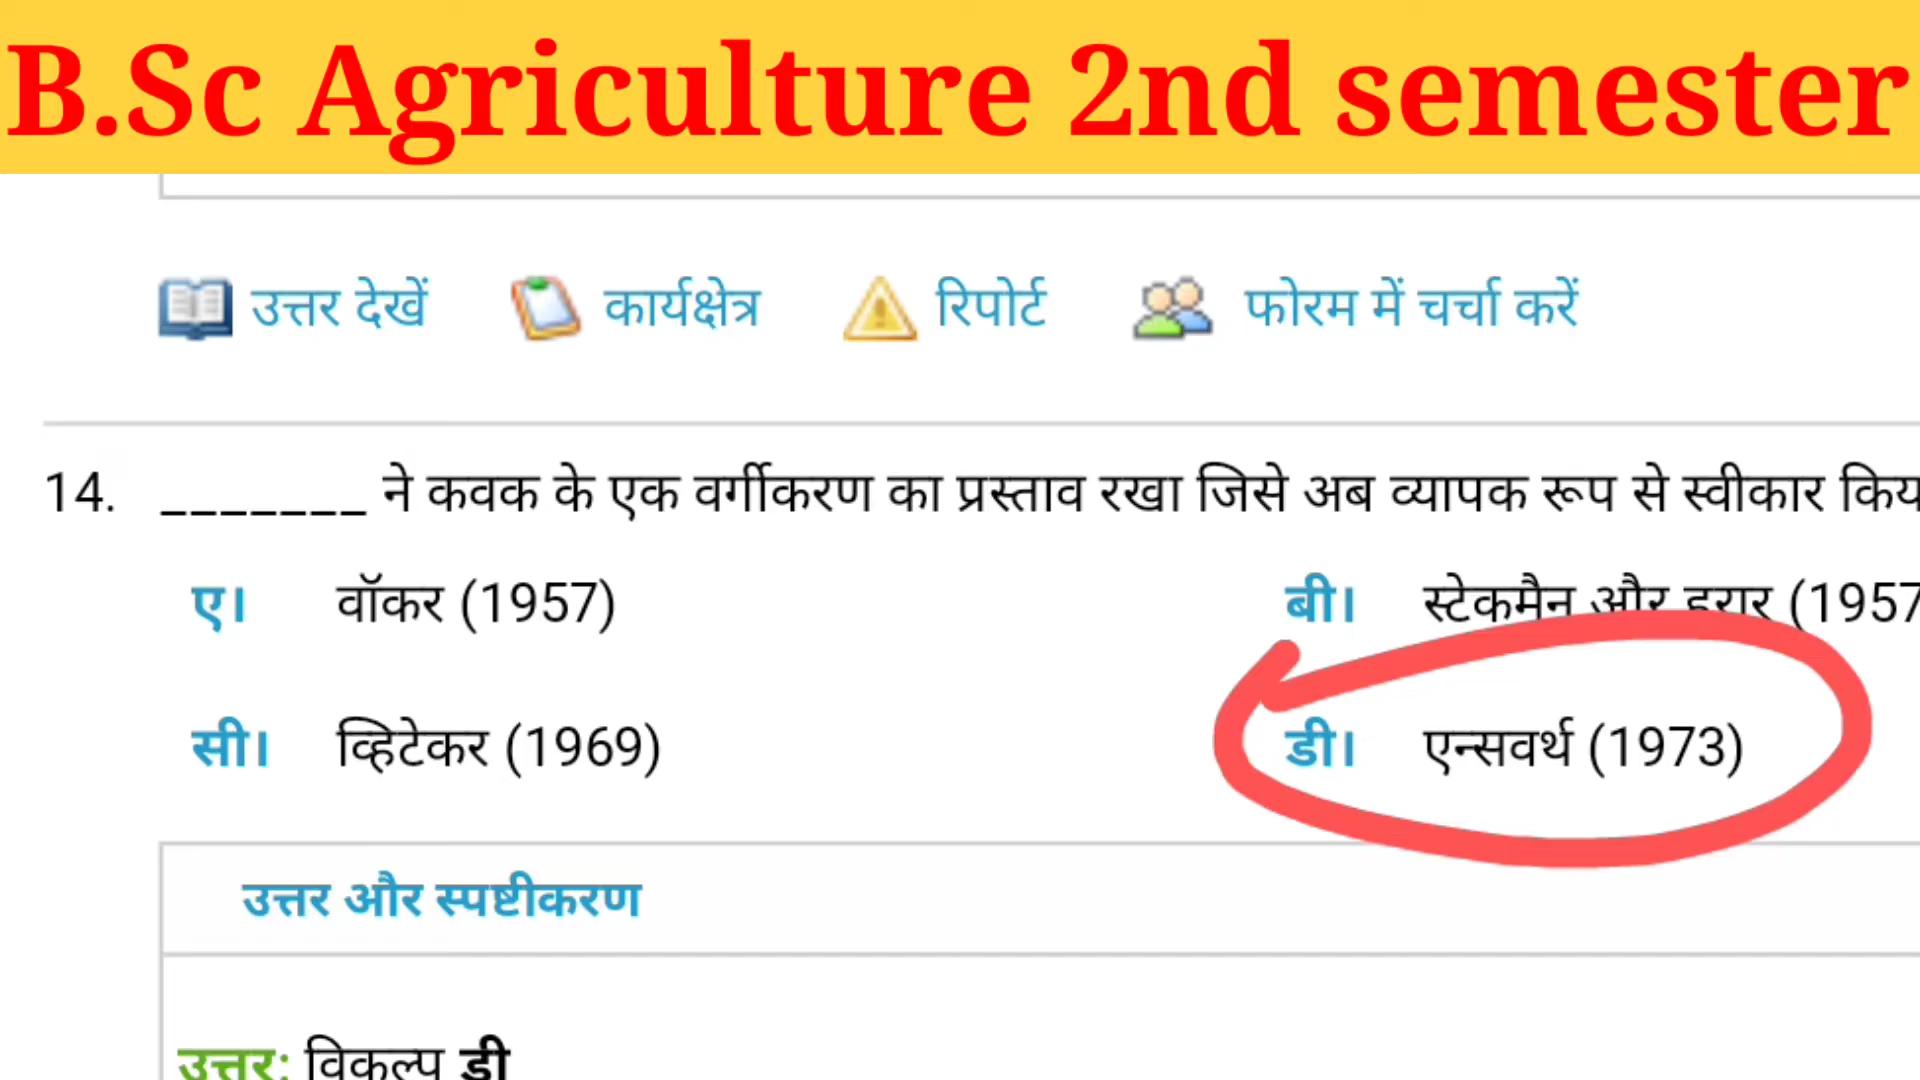 B.Sc Agriculture 2nd semester
उत्तर देखें कार्यक्षेत्र रिपोर्ट फोरम में चर्चा करें
14. _______ ने कवक के एक वर्गीकरण का प्रस्ताव रखा जिसे अब व्यापक रूप से स्वीकार किय
ए। वॉकर (1957) बी। स्टेकमैन और (1957
सी। व्हिटेकर (1969) डी। एन्सवर्थ (1973)
उत्तर और स्पष्टीकरण
उत्तर: विकल्प डी